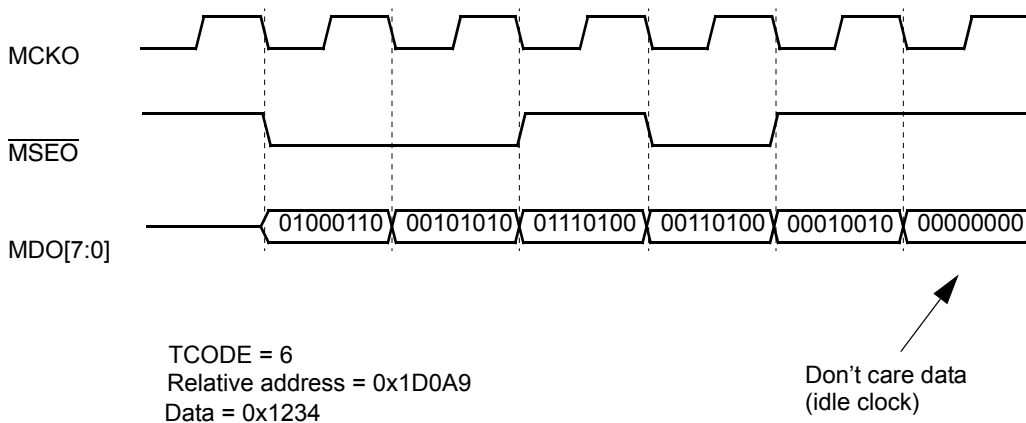 MCKO
MSEO
MDO[7:0]
01000110 00101010 01110100 00110100 00010010 00000000
TCODE = 6
Relative address = 0x1D0A9
Data = 0x1234
Don't care data
(idle clock)